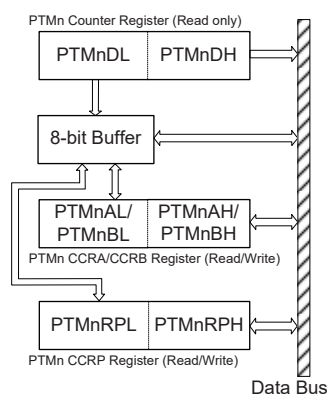 PTMn Counter Register (Read only)
PTMnDL PTMnDH
8-bit Buffer
PTMnAL/ PTMnAH/
PTMnBL PTMnBH
PTMn CCRA/CCRB Register (Read/Write)
PTMnRPL PTMnRPH
PTMn CCRP Register (Read/Write)
Data Bus